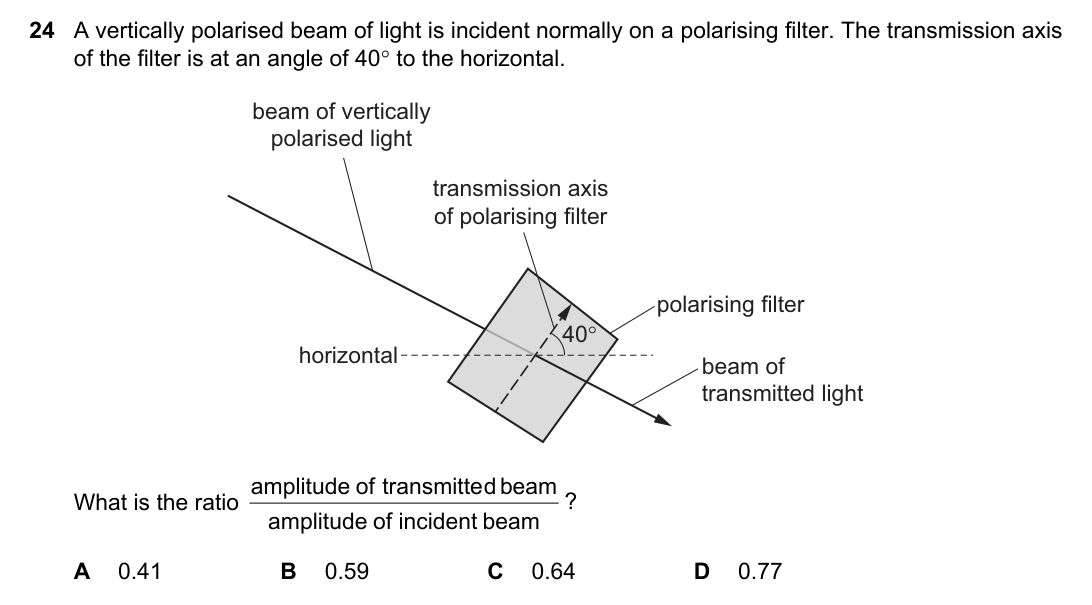 24 A vertically polarised beam of light is incident normally on a polarising filter. The transmission axis
of the filter is at an angle of 40° to the horizontal.
beam of vertically
polarised light
transmission axis
of polarising filter
polarising filter
40°
horizontal
beam of
transmitted light
What is the ratio amplitude of transmitted beam / amplitude of incident beam ?
A 0.41 B 0.59 C 0.64 D 0.77